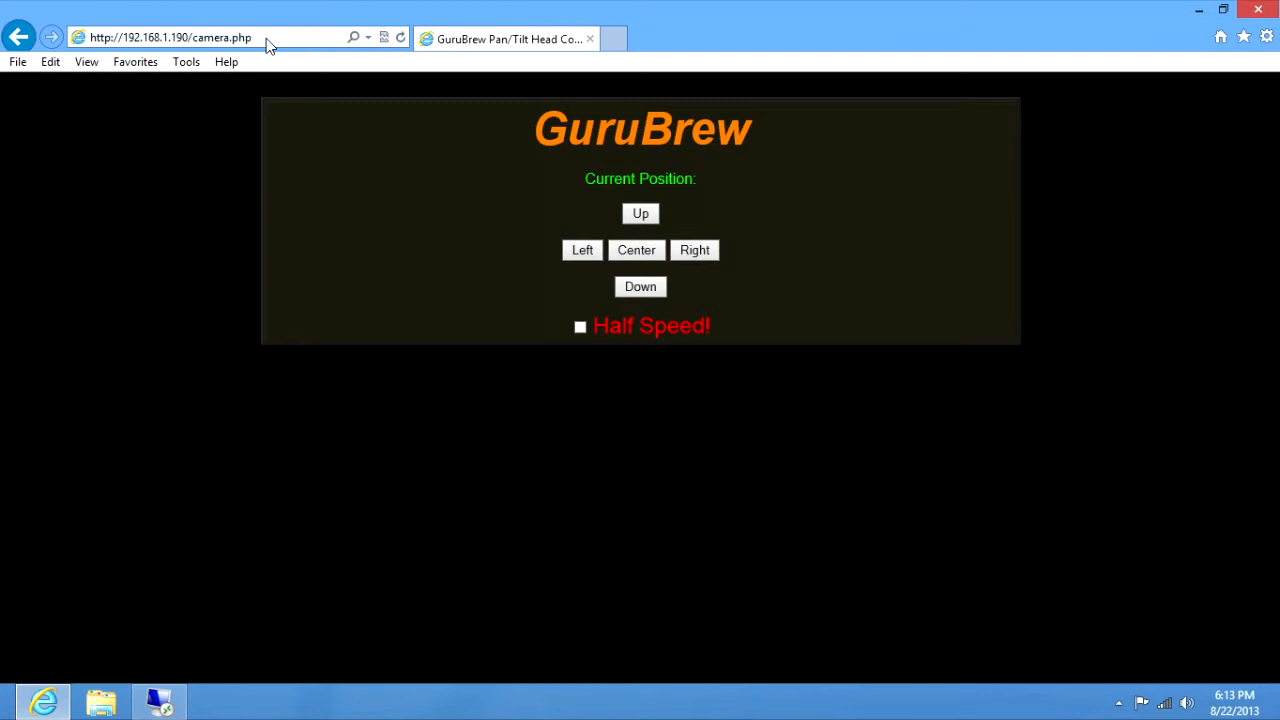 http://192.168.1.190/camera.php
GuruBrew Pan/Tilt Head Co...
File Edit View Favorites Tools Help
GuruBrew
Current Position:
Up
Left Center Right
Down
Half Speed!
6:13 PM
8/22/2013